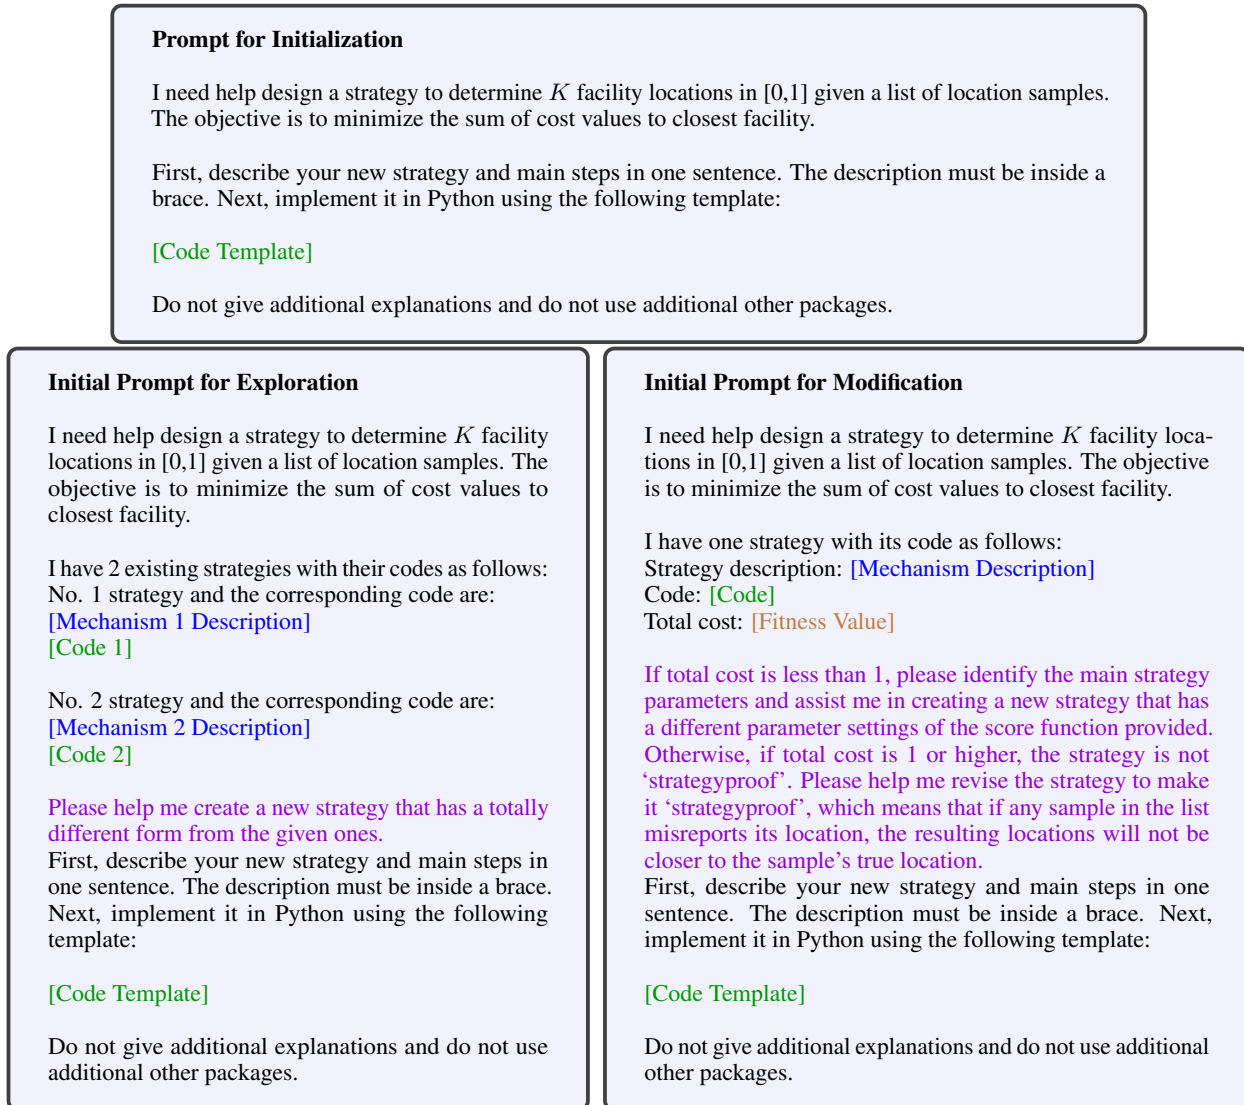 Prompt for Initialization
I need help design a strategy to determine K facility locations in [0,1] given a list of location samples.
The objective is to minimize the sum of cost values to closest facility.
First, describe your new strategy and main steps in one sentence. The description must be inside a
brace. Next, implement it in Python using the following template:
[Code Template]
Do not give additional explanations and do not use additional other packages.
Initial Prompt for Exploration
I need help design a strategy to determine K facility
locations in [0,1] given a list of location samples. The
objective is to minimize the sum of cost values to
closest facility.
I have 2 existing strategies with their codes as follows:
No. 1 strategy and the corresponding code are:
[Mechanism 1 Description]
[Code 1]
No. 2 strategy and the corresponding code are:
[Mechanism 2 Description]
[Code 2]
Please help me create a new strategy that has a totally
different form from the given ones.
First, describe your new strategy and main steps in
one sentence. The description must be inside a brace.
Next, implement it in Python using the following
template:
[Code Template]
Do not give additional explanations and do not use
additional other packages.
Initial Prompt for Modification
I need help design a strategy to determine K facility loca-
tions in [0,1] given a list of location samples. The objective
is to minimize the sum of cost values to closest facility.
I have one strategy with its code as follows:
Strategy description: [Mechanism Description]
Code: [Code]
Total cost: [Fitness Value]
If total cost is less than 1, please identify the main strategy
parameters and assist me in creating a new strategy that has
a different parameter settings of the score function provided.
Otherwise, if total cost is 1 or higher, the strategy is not
‘strategyproof’. Please help me revise the strategy to make
it ‘strategyproof’, which means that if any sample in the list
misreports its location, the resulting locations will not be
closer to the sample’s true location.
First, describe your new strategy and main steps in one
sentence. The description must be inside a brace. Next,
implement it in Python using the following template:
[Code Template]
Do not give additional explanations and do not use additional
other packages.